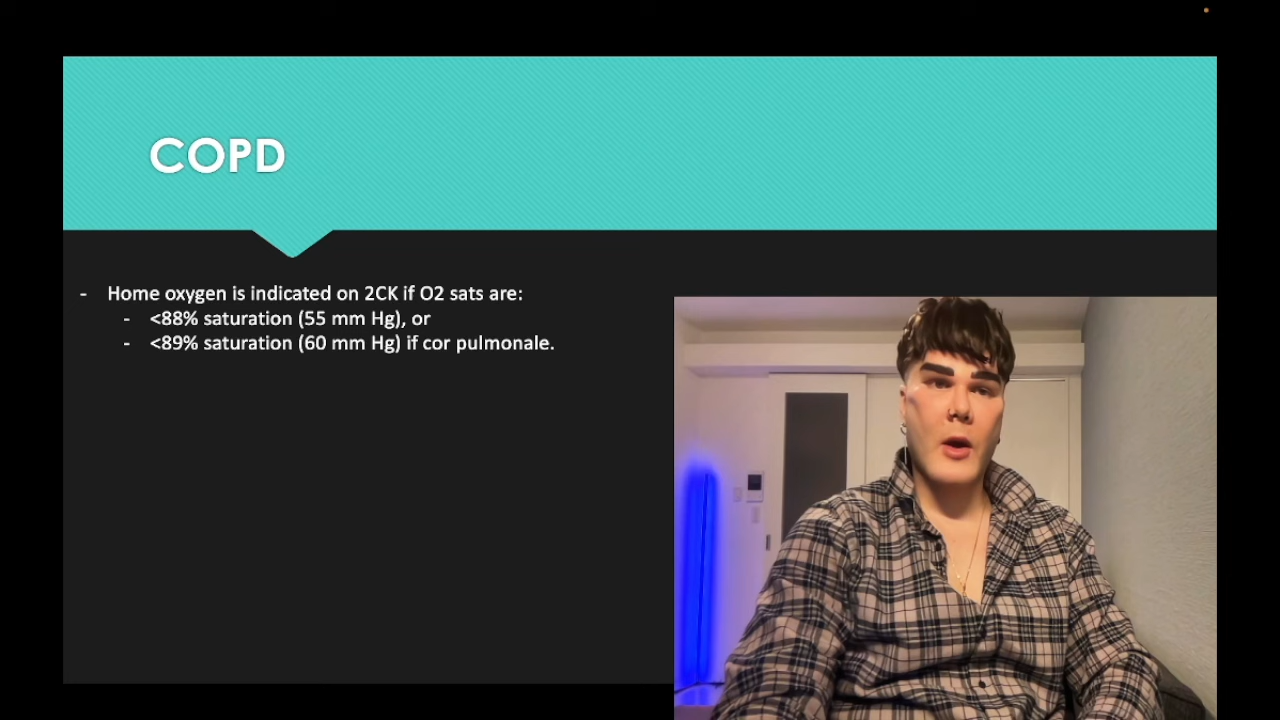 COPD
- Home oxygen is indicated on 2CK if O2 sats are:
- <88% saturation (55 mm Hg), or
- <89% saturation (60 mm Hg) if cor pulmonale.